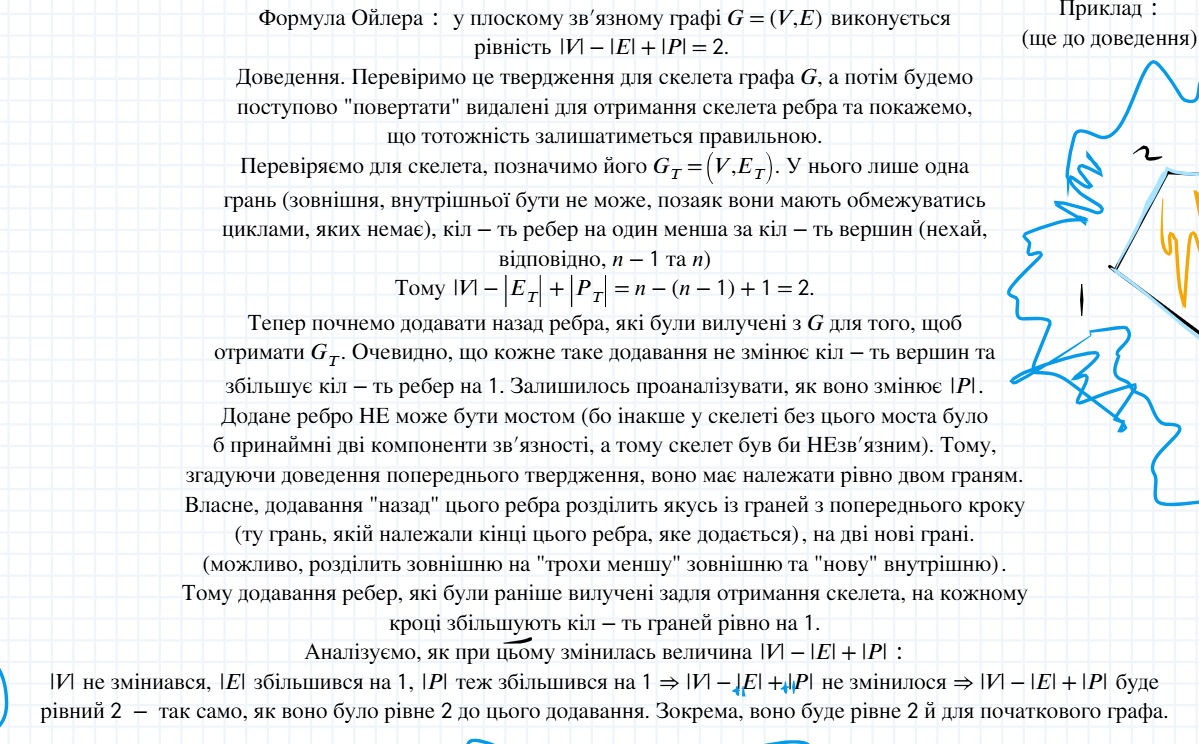 Формула Ойлера : у плоскому зв'язному графі G = (V,E) виконується
рівність |V| − |E| + |P| = 2.
Доведення. Перевіримо це твердження для скелета графа G, а потім будемо
поступово "повертати" видалені для отримання скелета ребра та покажемо,
що тотожність залишатиметься правильною.
Перевіряємо для скелета, позначимо його G_T = (V,E_T). У нього лише одна
грань (зовнішня, внутрішньої бути не може, позаяк вони мають обмежуватись
циклами, яких немає), кіл − ть ребер на один менша за кіл − ть вершин (нехай,
відповідно, n − 1 та n)
Тому |V| − |E_T| + |P_T| = n − (n − 1) + 1 = 2.
Тепер почнемо додавати назад ребра, які були вилучені з G для того, щоб
отримати G_T. Очевидно, що кожне таке додавання не змінює кіл − ть вершин та
збільшує кіл − ть ребер на 1. Залишилось проаналізувати, як воно змінює |P|.
Додане ребро НЕ може бути мостом (бо інакше у скелеті без цього моста було
б принаймні дві компоненти зв'язності, а тому скелет був би НЕзв'язним). Тому,
згадуючи доведення попереднього твердження, воно має належати рівно двом граням.
Власне, додавання "назад" цього ребра розділить якусь із граней з попереднього кроку
(ту грань, якій належали кінці цього ребра, яке додається), на дві нові грані.
(можливо, розділить зовнішню на "трохи меншу" зовнішню та "нову" внутрішню).
Тому додавання ребер, які були раніше вилучені задля отримання скелета, на кожному
кроці збільшують кіл − ть граней рівно на 1.
Аналізуємо, як при цьому змінилась величина |V| − |E| + |P| :
|V| не зміниався, |E| збільшився на 1, |P| теж збільшився на 1 ⇒ |V| − |E| + |P| не змінилося ⇒ |V| − |E| + |P| буде
рівний 2 − так само, як воно було рівне 2 до цього додавання. Зокрема, воно буде рівне 2 й для початкового графа.
Приклад :
(ще до доведення)
2
1